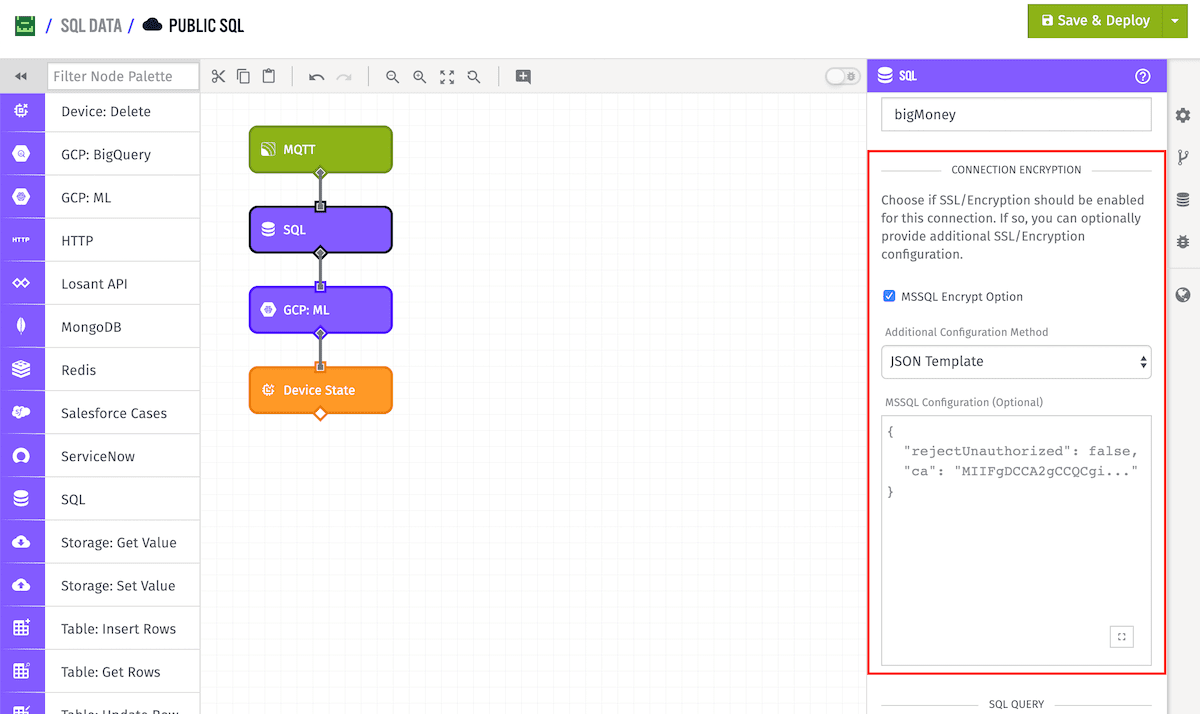 / SQL DATA / PUBLIC SQL
Save & Deploy
Filter Node Palette
SQL
Device: Delete
GCP: BigQuery
GCP: ML
HTTP HTTP
Losant API
MongoDB
Redis
Salesforce Cases
ServiceNow
SQL
Storage: Get Value
Storage: Set Value
Table: Insert Rows
Table: Get Rows
Table: Update Row
MQTT
SQL
GCP: ML
Device State
bigMoney
CONNECTION ENCRYPTION
Choose if SSL/Encryption should be enabled
for this connection. If so, you can optionally
provide additional SSL/Encryption
configuration.
MSSQL Encrypt Option
Additional Configuration Method
JSON Template
MSSQL Configuration (Optional)
{
"rejectUnauthorized": false,
"ca": "MIIFgDCCA2gCCQCgi..."
}
SQL QUERY